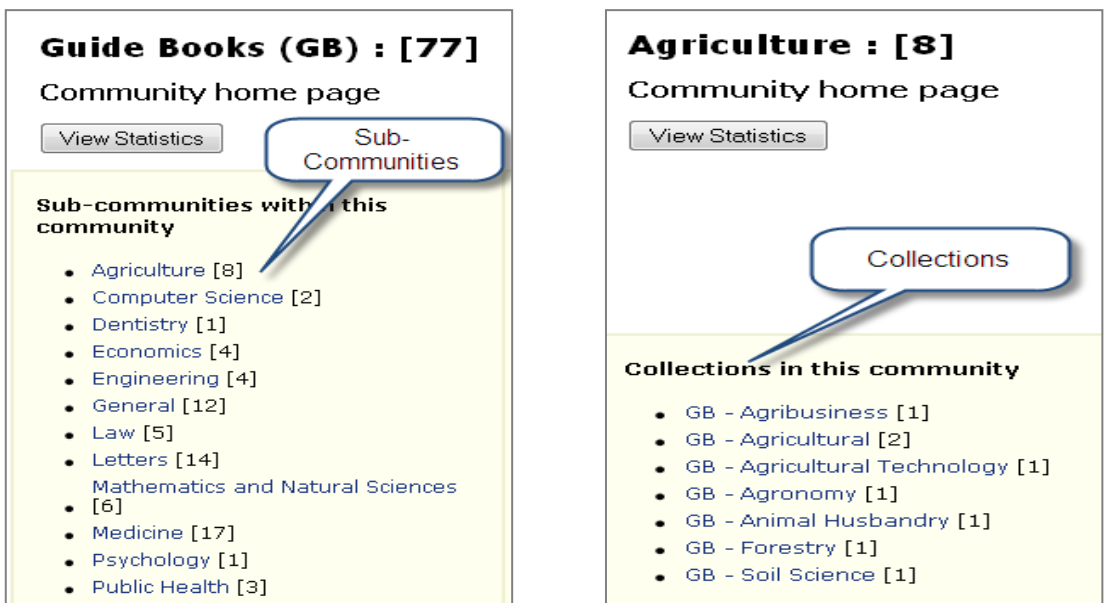 Guide Books (GB) : [77]
Community home page
View Statistics
Sub-
Communities
Sub-communities within this
community
Agriculture [8]
Computer Science [2]
Dentistry [1]
Economics [4]
Engineering [4]
General [12]
Law [5]
Letters [14]
Mathematics and Natural Sciences
[6]
Medicine [17]
Psychology [1]
Public Health [3]
Agriculture : [8]
Community home page
View Statistics
Collections
Collections in this community
GB - Agribusiness [1]
GB - Agricultural [2]
GB - Agricultural Technology [1]
GB - Agronomy [1]
GB - Animal Husbandry [1]
GB - Forestry [1]
GB - Soil Science [1]